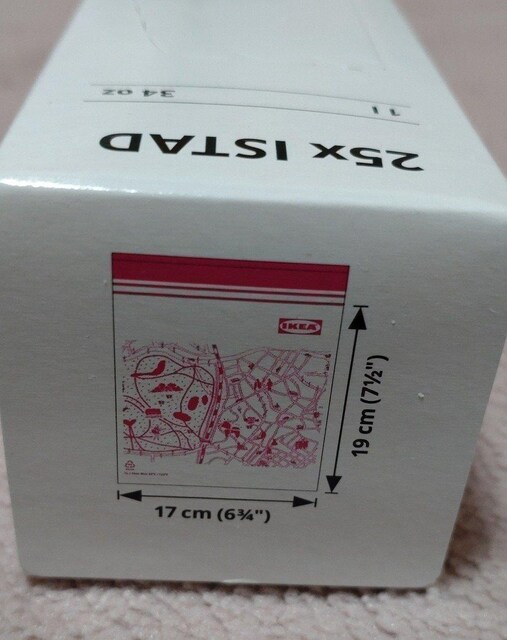 1 l 34 oz
25x ISTAD
IKEA
19 cm (7½")
17 cm (6¾")